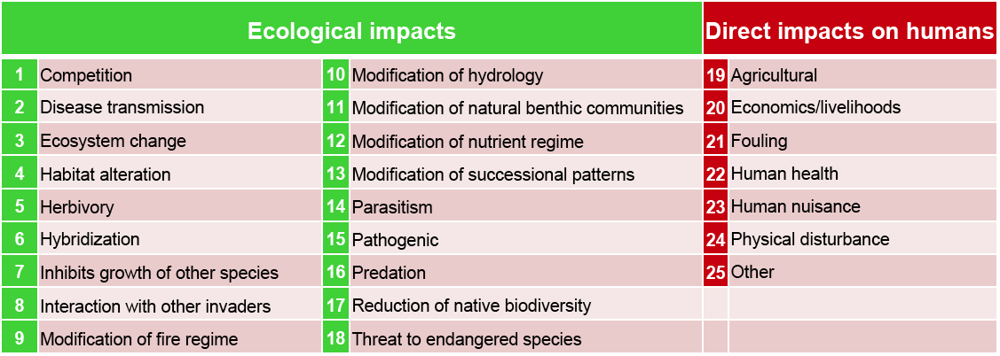 Ecological impacts
Direct impacts on humans
1 Competition
2 Disease transmission
3 Ecosystem change
4 Habitat alteration
5 Herbivory
6 Hybridization
7 Inhibits growth of other species
8 Interaction with other invaders
9 Modification of fire regime
10 Modification of hydrology
11 Modification of natural benthic communities
12 Modification of nutrient regime
13 Modification of successional patterns
14 Parasitism
15 Pathogenic
16 Predation
17 Reduction of native biodiversity
18 Threat to endangered species
19 Agricultural
20 Economics/livelihoods
21 Fouling
22 Human health
23 Human nuisance
24 Physical disturbance
25 Other